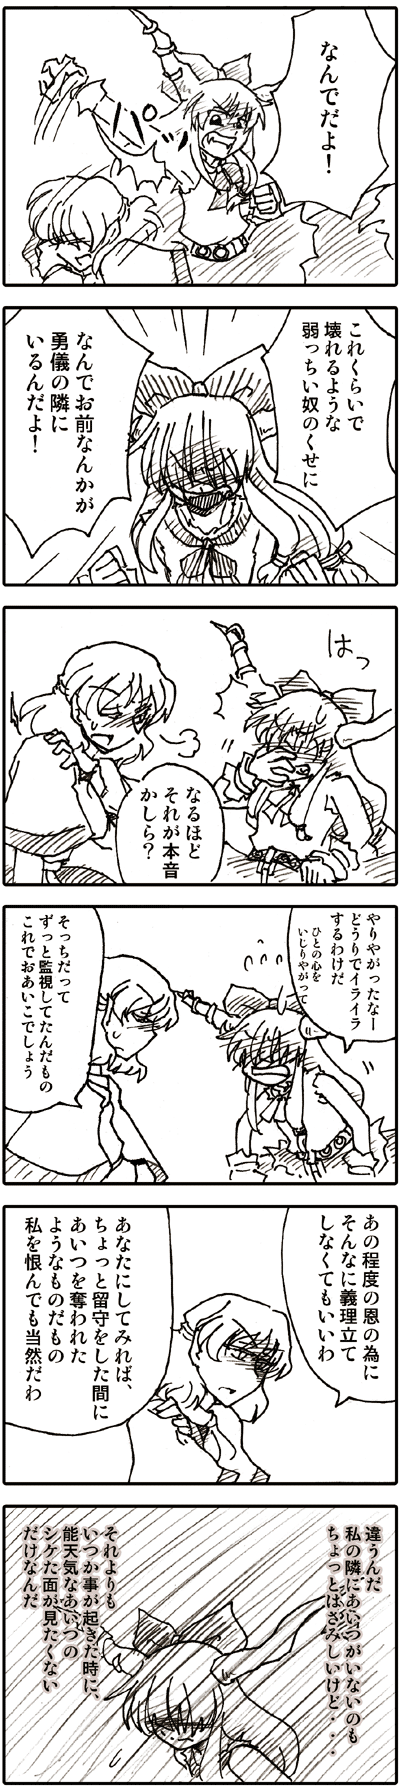 なんでだよ！
パンッ
これくらいで
壊れるような
弱っちい奴のくせに
なんでお前なんかが
勇儀の隣に
いるんだよ！
はっ
なるほど
それが本音
かしら？
やりやがったなー
どうりでイライラ
するわけだ
ひとの心を
いじりやがって
そっちだって
ずっと監視してたんだもの
これでおあいこでしょう
あの程度の恩の為に
そんなに義理立て
しなくてもいいわ
あなたにしてみれば、
ちょっと留守をした間に
あいつを奪われた
ようなものだもの
私を恨んでも当然だわ
違うんだ
私の隣にあいつがいないのも
ちょっとはさみしいけど・・・
それよりも
いつか事が起きた時に、
能天気なあいつの
シケた面が見たくない
だけなんだ